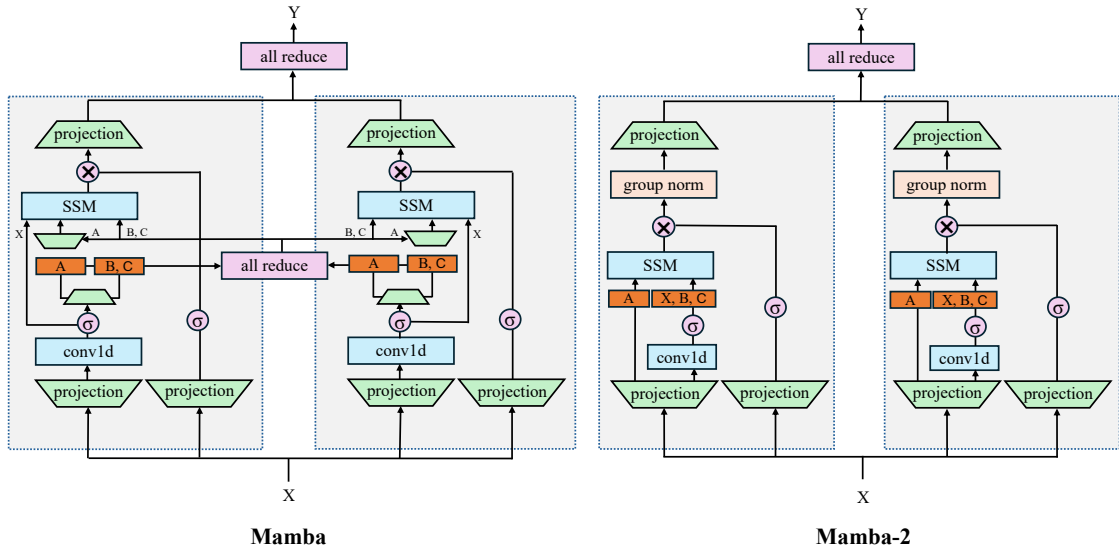 Y
all reduce
projection
projection
SSM
SSM
X
A
B, C
B, C
A
X
A
B, C
all reduce
A
B, C
σ
σ
σ
σ
conv1d
conv1d
projection
projection
projection
projection
X
Mamba
Y
all reduce
projection
projection
group norm
group norm
SSM
SSM
A
X, B, C
A
X, B, C
σ
σ
σ
σ
conv1d
conv1d
projection
projection
projection
projection
X
Mamba-2